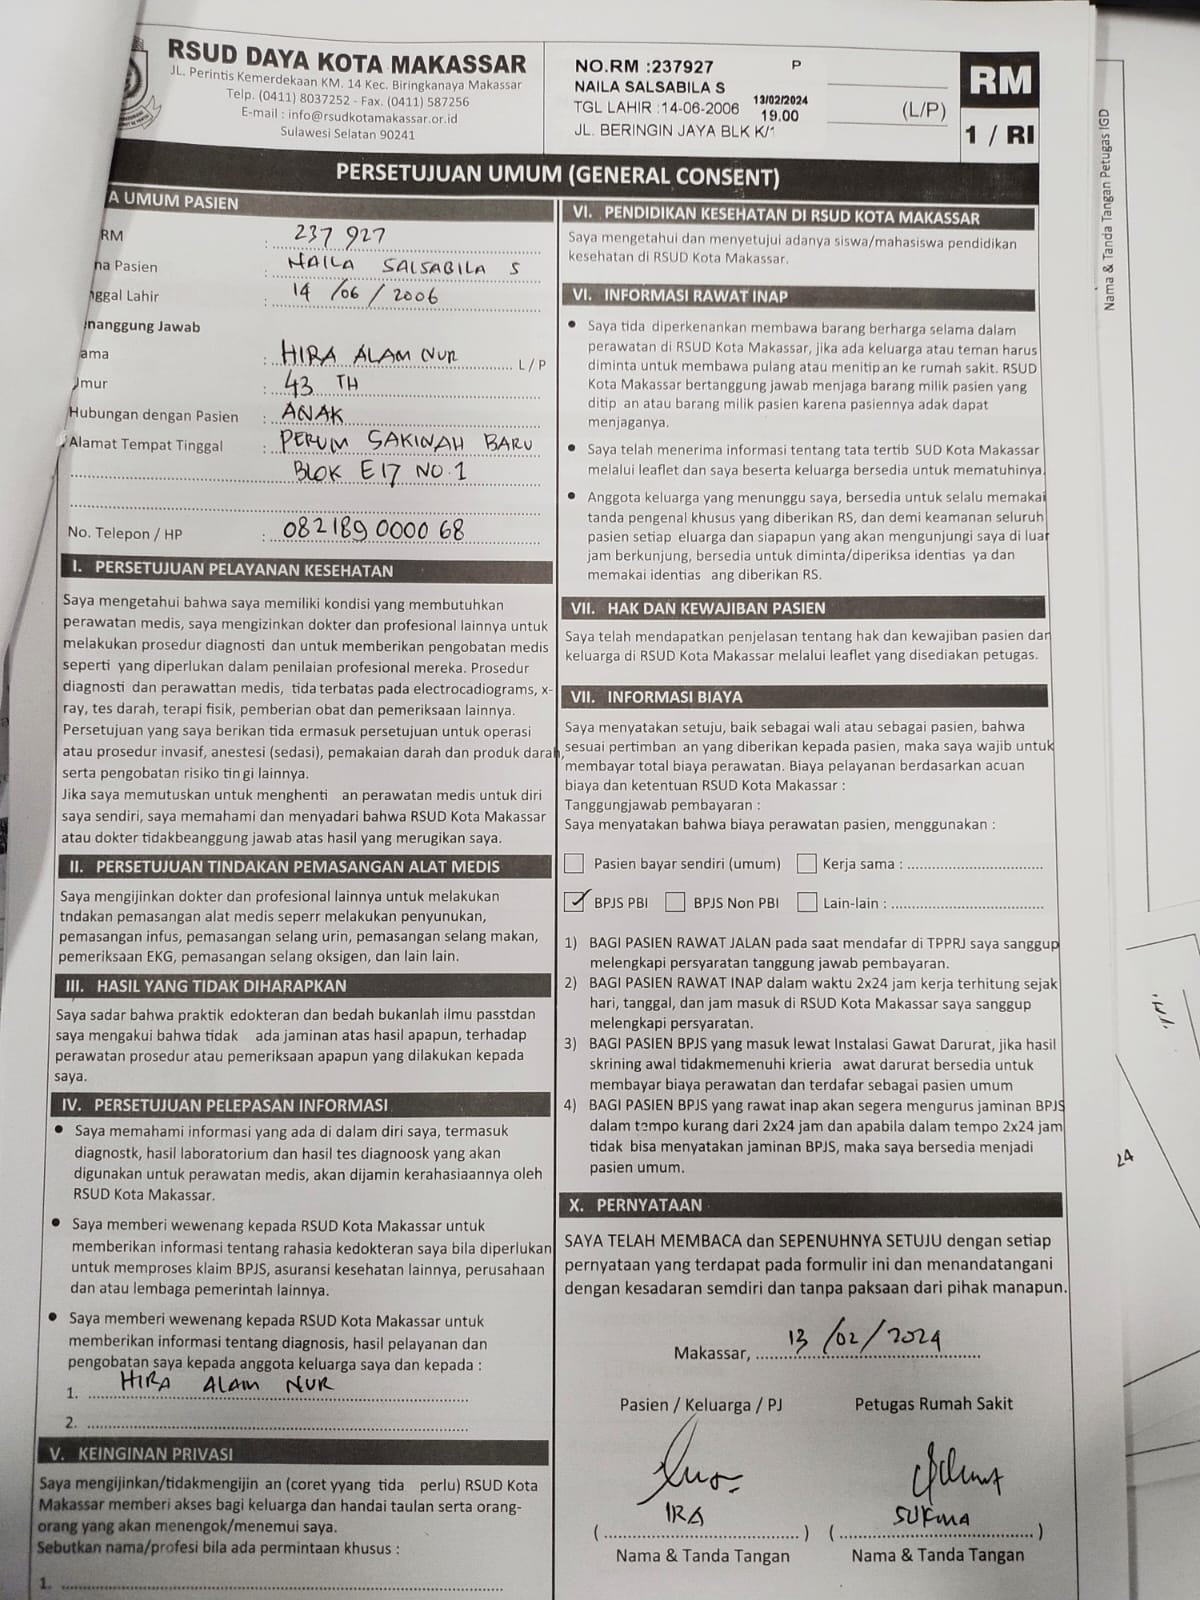 RSUD DAYA KOTA MAKASSAR
JL. Perintis Kemerdekaan KM. 14 Kec. Biringkanaya Makassar
Telp. (0411) 8037252 - Fax. (0411) 587256
E-mail : info@rsudkotamakassar.or.id
Sulawesi Selatan 90241
NO.RM :237927 P
NAILA SALSABILA S
TGL LAHIR :14-06-2006
13/02/2024
19.00
JL. BERINGIN JAYA BLK K/1
(L/P)
RM
1 / RI
PERSETUJUAN UMUM (GENERAL CONSENT)
A UMUM PASIEN
RM : 237 927
na Pasien : NAILA SALSABILA S
nggal Lahir : 14 /06 / 2006
enanggung Jawab
ama : HIRA ALAM NUR L / P
Umur : 43 TH
Hubungan dengan Pasien : ANAK
Alamat Tempat Tinggal : PERUM SAKINAH BARU
BLOK E17 NO.1
No. Telepon / HP : 082189 0000 68
I. PERSETUJUAN PELAYANAN KESEHATAN
Saya mengetahui bahwa saya memiliki kondisi yang membutuhkan
perawatan medis, saya mengizinkan dokter dan profesional lainnya untuk
melakukan prosedur diagnosti dan untuk memberikan pengobatan medis
seperti yang diperlukan dalam penilaian profesional mereka. Prosedur
diagnosti dan perawattan medis, tida terbatas pada electrocadiograms, x-
ray, tes darah, terapi fisik, pemberian obat dan pemeriksaan lainnya.
Persetujuan yang saya berikan tida ermasuk persetujuan untuk operasi
atau prosedur invasif, anestesi (sedasi), pemakaian darah dan produk darah,
serta pengobatan risiko tin gi lainnya.
Jika saya memutuskan untuk menghenti an perawatan medis untuk diri
saya sendiri, saya memahami dan menyadari bahwa RSUD Kota Makassar
atau dokter tidakbeanggung jawab atas hasil yang merugikan saya.
II. PERSETUJUAN TINDAKAN PEMASANGAN ALAT MEDIS
Saya mengijinkan dokter dan profesional lainnya untuk melakukan
tndakan pemasangan alat medis seperr melakukan penyunukan,
pemasangan infus, pemasangan selang urin, pemasangan selang makan,
pemeriksaan EKG, pemasangan selang oksigen, dan lain lain.
III. HASIL YANG TIDAK DIHARAPKAN
Saya sadar bahwa praktik edokteran dan bedah bukanlah ilmu passtdan
saya mengakui bahwa tidak ada jaminan atas hasil apapun, terhadap
perawatan prosedur atau pemeriksaan apapun yang dilakukan kepada
saya.
IV. PERSETUJUAN PELEPASAN INFORMASI
• Saya memahami informasi yang ada di dalam diri saya, termasuk
diagnostk, hasil laboratorium dan hasil tes diagnoosk yang akan
digunakan untuk perawatan medis, akan dijamin kerahasiaannya oleh
RSUD Kota Makassar.
• Saya memberi wewenang kepada RSUD Kota Makassar untuk
memberikan informasi tentang rahasia kedokteran saya bila diperlukan
untuk memproses klaim BPJS, asuransi kesehatan lainnya, perusahaan
dan atau lembaga pemerintah lainnya.
• Saya memberi wewenang kepada RSUD Kota Makassar untuk
memberikan informasi tentang diagnosis, hasil pelayanan dan
pengobatan saya kepada anggota keluarga saya dan kepada :
1. HIRA ALAM NUR
2.
V. KEINGINAN PRIVASI
Saya mengijinkan/tidakmengijin an (coret yyang tida perlu) RSUD Kota
Makassar memberi akses bagi keluarga dan handai taulan serta orang-
orang yang akan menengok/menemui saya.
Sebutkan nama/profesi bila ada permintaan khusus :
1.
VI. PENDIDIKAN KESEHATAN DI RSUD KOTA MAKASSAR
Saya mengetahui dan menyetujui adanya siswa/mahasiswa pendidikan
kesehatan di RSUD Kota Makassar.
VI. INFORMASI RAWAT INAP
• Saya tida diperkenankan membawa barang berharga selama dalam
perawatan di RSUD Kota Makassar, jika ada keluarga atau teman harus
diminta untuk membawa pulang atau menitip an ke rumah sakit. RSUD
Kota Makassar bertanggung jawab menjaga barang milik pasien yang
ditip an atau barang milik pasien karena pasiennya adak dapat
menjaganya.
• Saya telah menerima informasi tentang tata tertib SUD Kota Makassar
melalui leaflet dan saya beserta keluarga bersedia untuk mematuhinya.
• Anggota keluarga yang menunggu saya, bersedia untuk selalu memakai
tanda pengenal khusus yang diberikan RS, dan demi keamanan seluruh
pasien setiap eluarga dan siapapun yang akan mengunjungi saya di luar
jam berkunjung, bersedia untuk diminta/diperiksa identias ya dan
memakai identias ang diberikan RS.
VII. HAK DAN KEWAJIBAN PASIEN
Saya telah mendapatkan penjelasan tentang hak dan kewajiban pasien dan
keluarga di RSUD Kota Makassar melalui leaflet yang disediakan petugas.
VII. INFORMASI BIAYA
Saya menyatakan setuju, baik sebagai wali atau sebagai pasien, bahwa
sesuai pertimban an yang diberikan kepada pasien, maka saya wajib untuk
membayar total biaya perawatan. Biaya pelayanan berdasarkan acuan
biaya dan ketentuan RSUD Kota Makassar :
Tanggungjawab pembayaran :
Saya menyatakan bahwa biaya perawatan pasien, menggunakan :
Pasien bayar sendiri (umum) Kerja sama :
✓ BPJS PBI BPJS Non PBI Lain-lain :
1) BAGI PASIEN RAWAT JALAN pada saat mendafar di TPPRJ saya sanggup
melengkapi persyaratan tanggung jawab pembayaran.
2) BAGI PASIEN RAWAT INAP dalam waktu 2x24 jam kerja terhitung sejak
hari, tanggal, dan jam masuk di RSUD Kota Makassar saya sanggup
melengkapi persyaratan.
3) BAGI PASIEN BPJS yang masuk lewat Instalasi Gawat Darurat, jika hasil
skrining awal tidakmemenuhi krieria awat darurat bersedia untuk
membayar biaya perawatan dan terdafar sebagai pasien umum
4) BAGI PASIEN BPJS yang rawat inap akan segera mengurus jaminan BPJS
dalam tempo kurang dari 2x24 jam dan apabila dalam tempo 2x24 jam
tidak bisa menyatakan jaminan BPJS, maka saya bersedia menjadi
pasien umum.
X. PERNYATAAN
SAYA TELAH MEMBACA dan SEPENUHNYA SETUJU dengan setiap
pernyataan yang terdapat pada formulir ini dan menandatangani
dengan kesadaran semdiri dan tanpa paksaan dari pihak manapun.
Makassar, 13 /02/2024
Pasien / Keluarga / PJ Petugas Rumah Sakit
IRA SUKMA
(....) (....)
Nama & Tanda Tangan Nama & Tanda Tangan
Nama & Tanda Tangan Petugas IGD
24